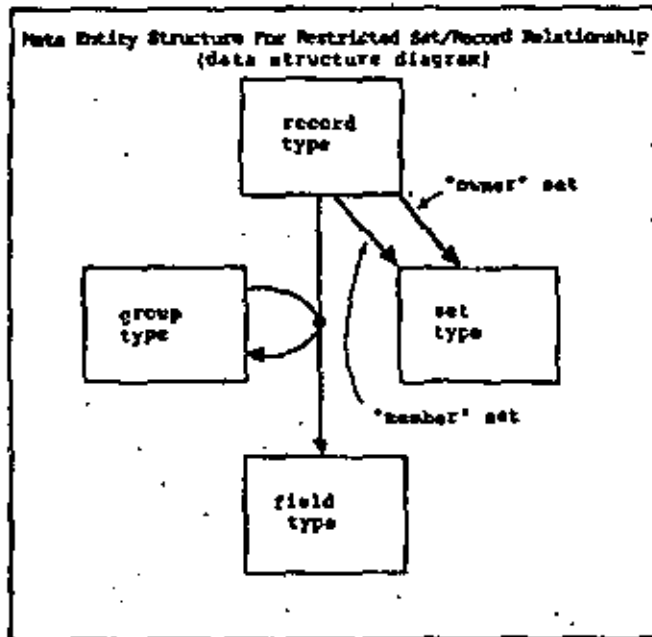 Meta Entity Structure For Restricted Set/Record Relationship
(data structure diagram)
record
type
"owner" set
group
type
set
type
"member" set
field
type